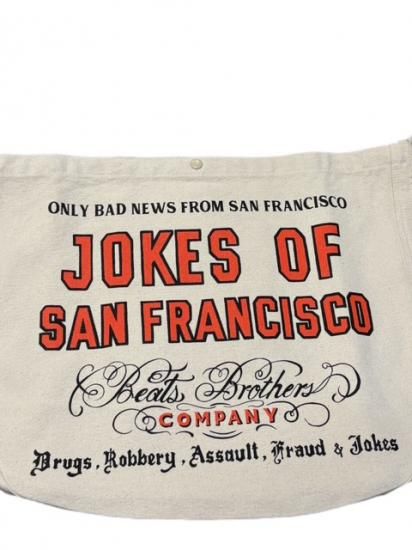 ONLY BAD NEWS FROM SAN FRANCISCO
JOKES OF
SAN FRANCISCO
Beats Brothers
COMPANY
Drugs, Robbery, Assault, Fraud & Jokes